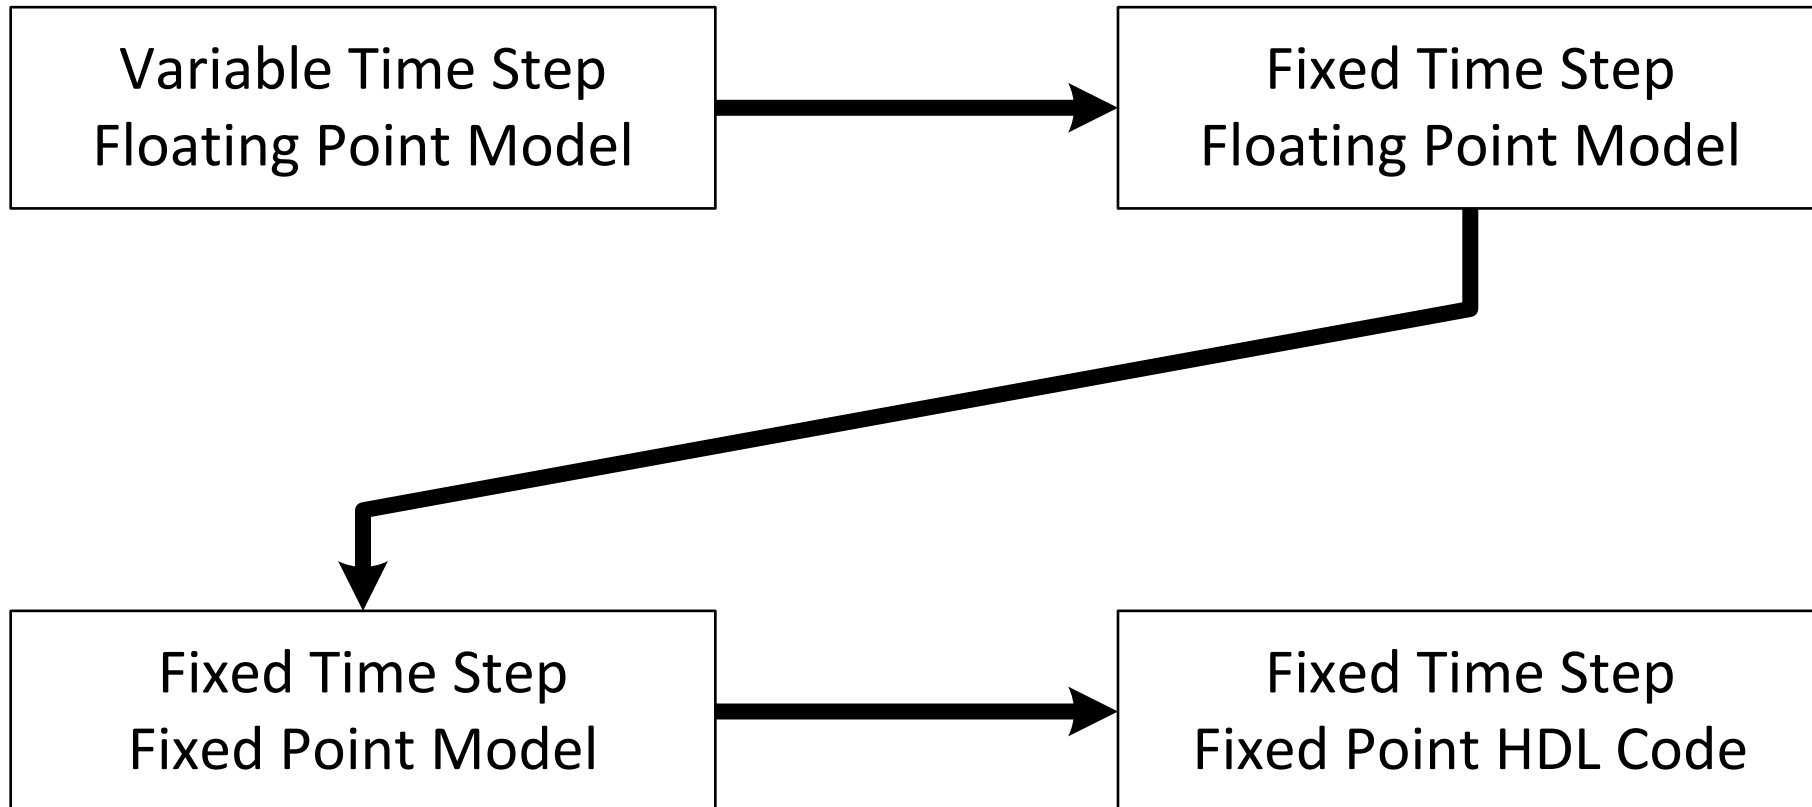 Variable Time Step
Floating Point Model
Fixed Time Step
Floating Point Model
Fixed Time Step
Fixed Point Model
Fixed Time Step
Fixed Point HDL Code